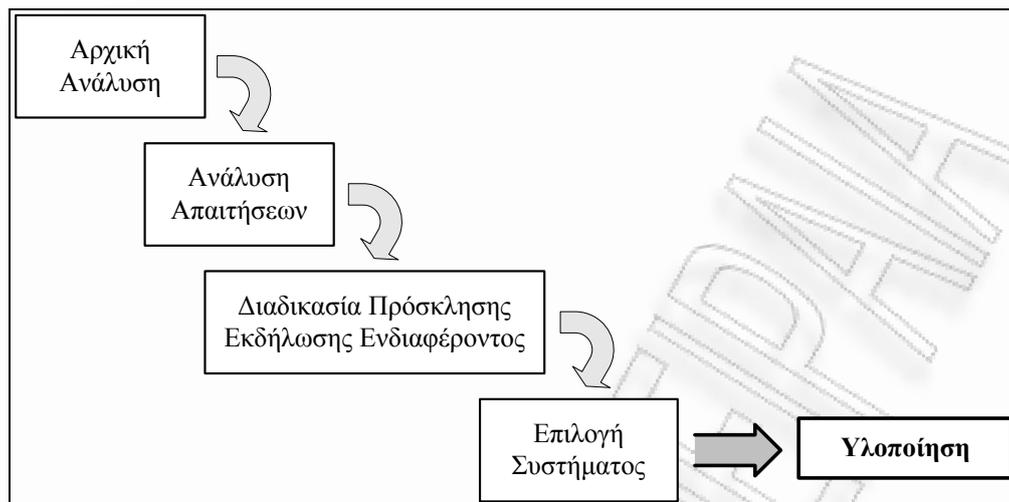 Αρχική
Ανάλυση
Ανάλυση
Απαιτήσεων
Διαδικασία Πρόσκλησης
Εκδήλωσης Ενδιαφέροντος
Επιλογή
Συστήματος
Υλοποίηση